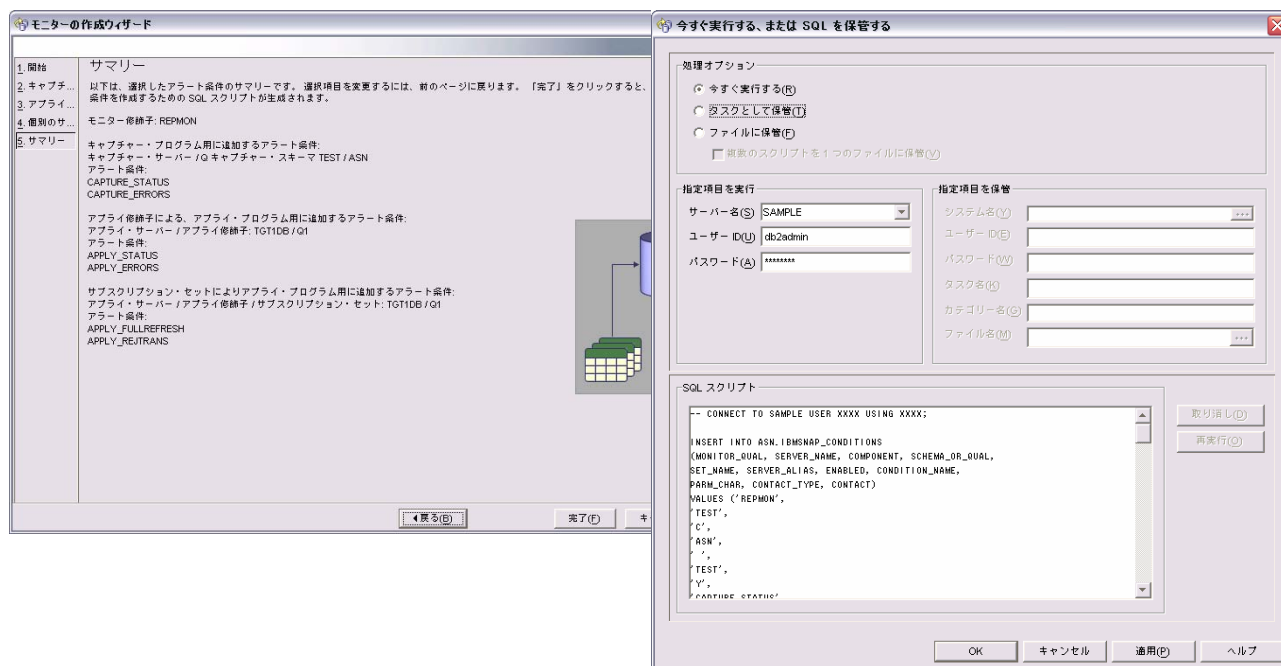 モニターの作成ウィザード
1. 開始
2. キャプチ...
3. アプライ...
4. 個別のサ...
5. サマリー
サマリー
以下は、選択したアラート条件のサマリーです。 選択項目を変更するには、前のページに戻ります。 「完了」をクリックすると、
条件を作成するための SQL スクリプトが生成されます。
モニター修飾子: REPMON
キャプチャー・プログラム用に追加するアラート条件:
キャプチャー・サーバー / Q キャプチャー・スキーマ TEST / ASN
アラート条件:
CAPTURE_STATUS
CAPTURE_ERRORS
アプライ修飾子による、アプライ・プログラム用に追加するアラート条件:
アプライ・サーバー / アプライ修飾子: TGT1DB / Q1
アラート条件:
APPLY_STATUS
APPLY_ERRORS
サブスクリプション・セットによりアプライ・プログラム用に追加するアラート条件:
アプライ・サーバー / アプライ修飾子 / サブスクリプション・セット: TGT1DB / Q1
アラート条件:
APPLY_FULLREFRESH
APPLY_REJTRANS
戻る(B)
完了(F)
キ
今すぐ実行する、または SQL を保管する
処理オプション
今すぐ実行する(R)
タスクとして保管(T)
ファイルに保管(F)
複数のスクリプトを 1 つのファイルに保管(V)
指定項目を実行
サーバー名(S) SAMPLE
ユーザー ID(U) db2admin
パスワード(A) ********
指定項目を保管
システム名(Y) ...
ユーザー ID(E)
パスワード(W)
タスク名(K)
カテゴリー名(G)
ファイル名(M) ...
SQL スクリプト
-- CONNECT TO SAMPLE USER XXXX USING XXXX;
INSERT INTO ASN.IBMSNAP_CONDITIONS
(MONITOR_QUAL, SERVER_NAME, COMPONENT, SCHEMA_OR_QUAL,
SET_NAME, SERVER_ALIAS, ENABLED, CONDITION_NAME,
PARM_CHAR, CONTACT_TYPE, CONTACT)
VALUES ('REPMON',
'TEST',
'C',
'ASN',
' ',
'TEST',
'Y',
'CAPTURE_STATUS'
取り消し(D)
再実行(O)
OK
キャンセル
適用(P)
ヘルプ